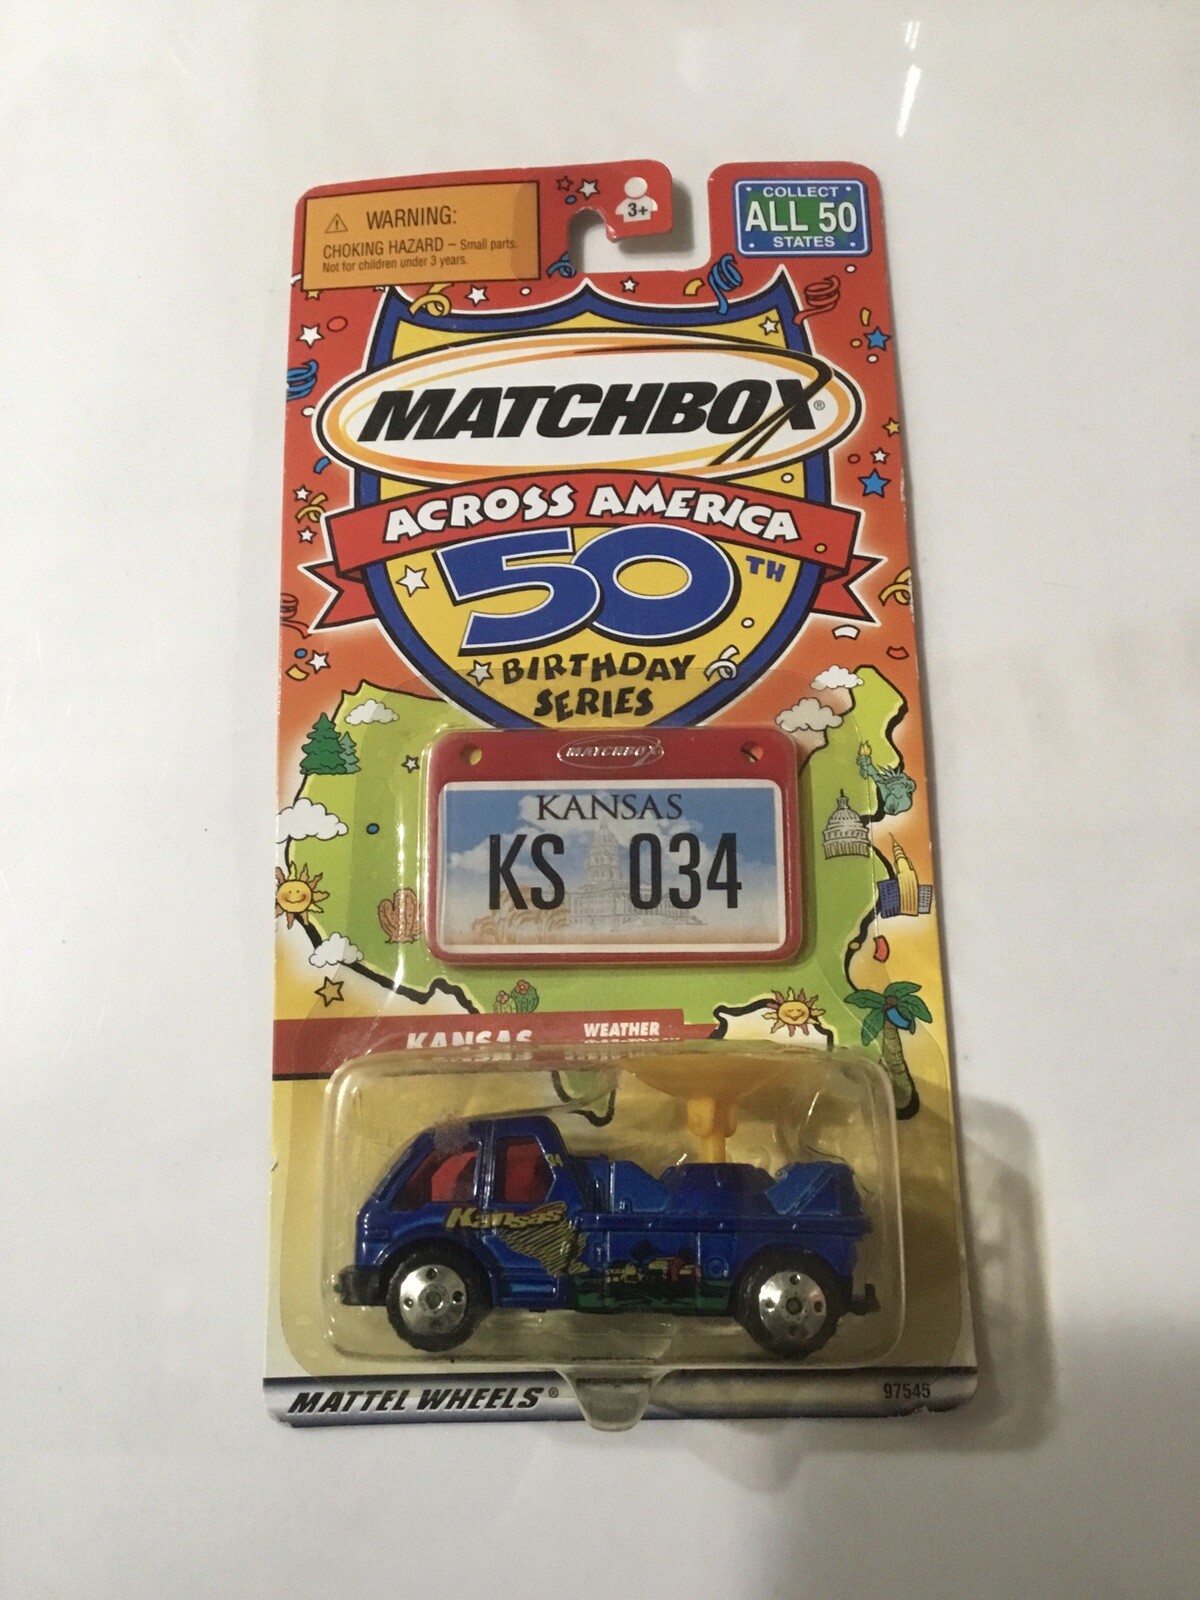 WARNING:
CHOKING HAZARD – Small parts.
Not for children under 3 years.
3+
COLLECT
ALL 50
STATES
MATCHBOX®
ACROSS AMERICA
50TH
BIRTHDAY
SERIES
MATCHBOX
KANSAS
KS 034
KANSAS
WEATHER
34
Kansas
MATTEL WHEELS®
97545